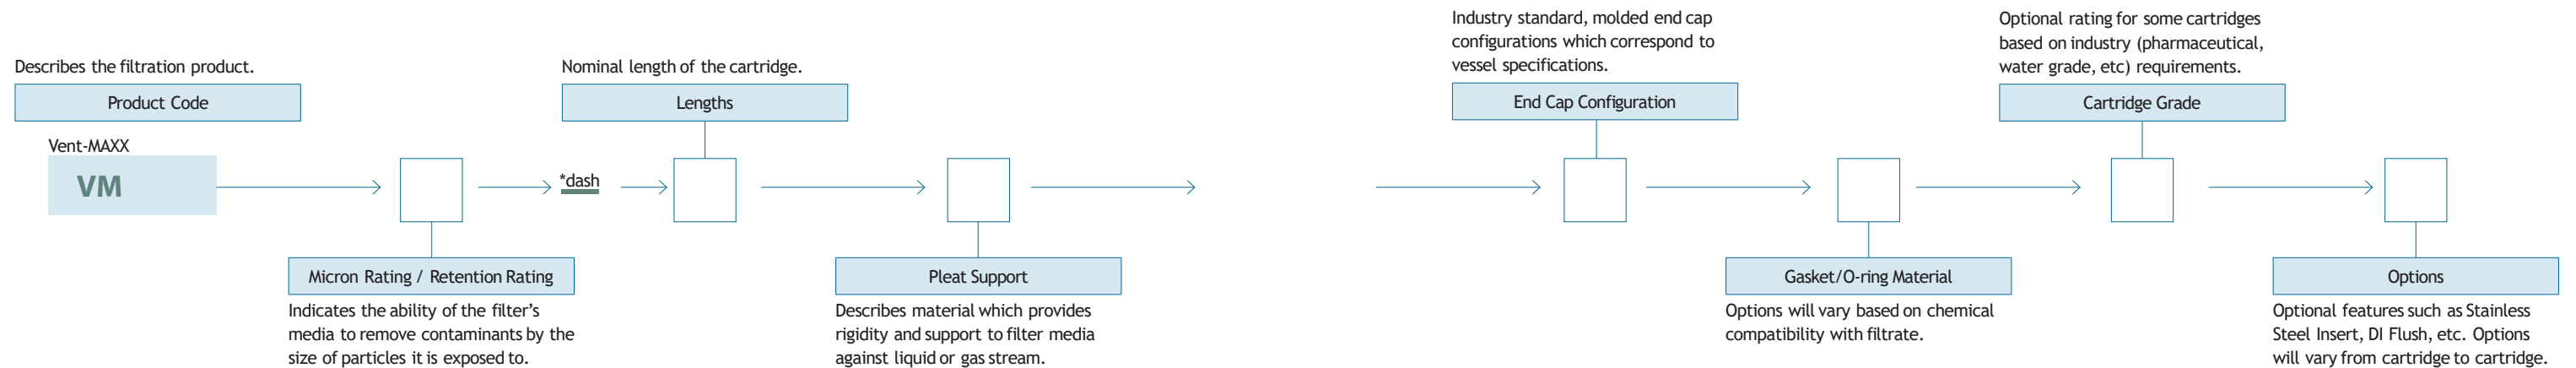 Describes the filtration product.
Product Code
Vent-MAXX
VM
Micron Rating / Retention Rating
Indicates the ability of the filter's
media to remove contaminants by the
size of particles it is exposed to.
*dash
Nominal length of the cartridge.
Lengths
Pleat Support
Describes material which provides
rigidity and support to filter media
against liquid or gas stream.
Industry standard, molded end cap
configurations which correspond to
vessel specifications.
End Cap Configuration
Gasket/O-ring Material
Options will vary based on chemical
compatibility with filtrate.
Optional rating for some cartridges
based on industry (pharmaceutical,
water grade, etc) requirements.
Cartridge Grade
Options
Optional features such as Stainless
Steel Insert, DI Flush, etc. Options
will vary from cartridge to cartridge.